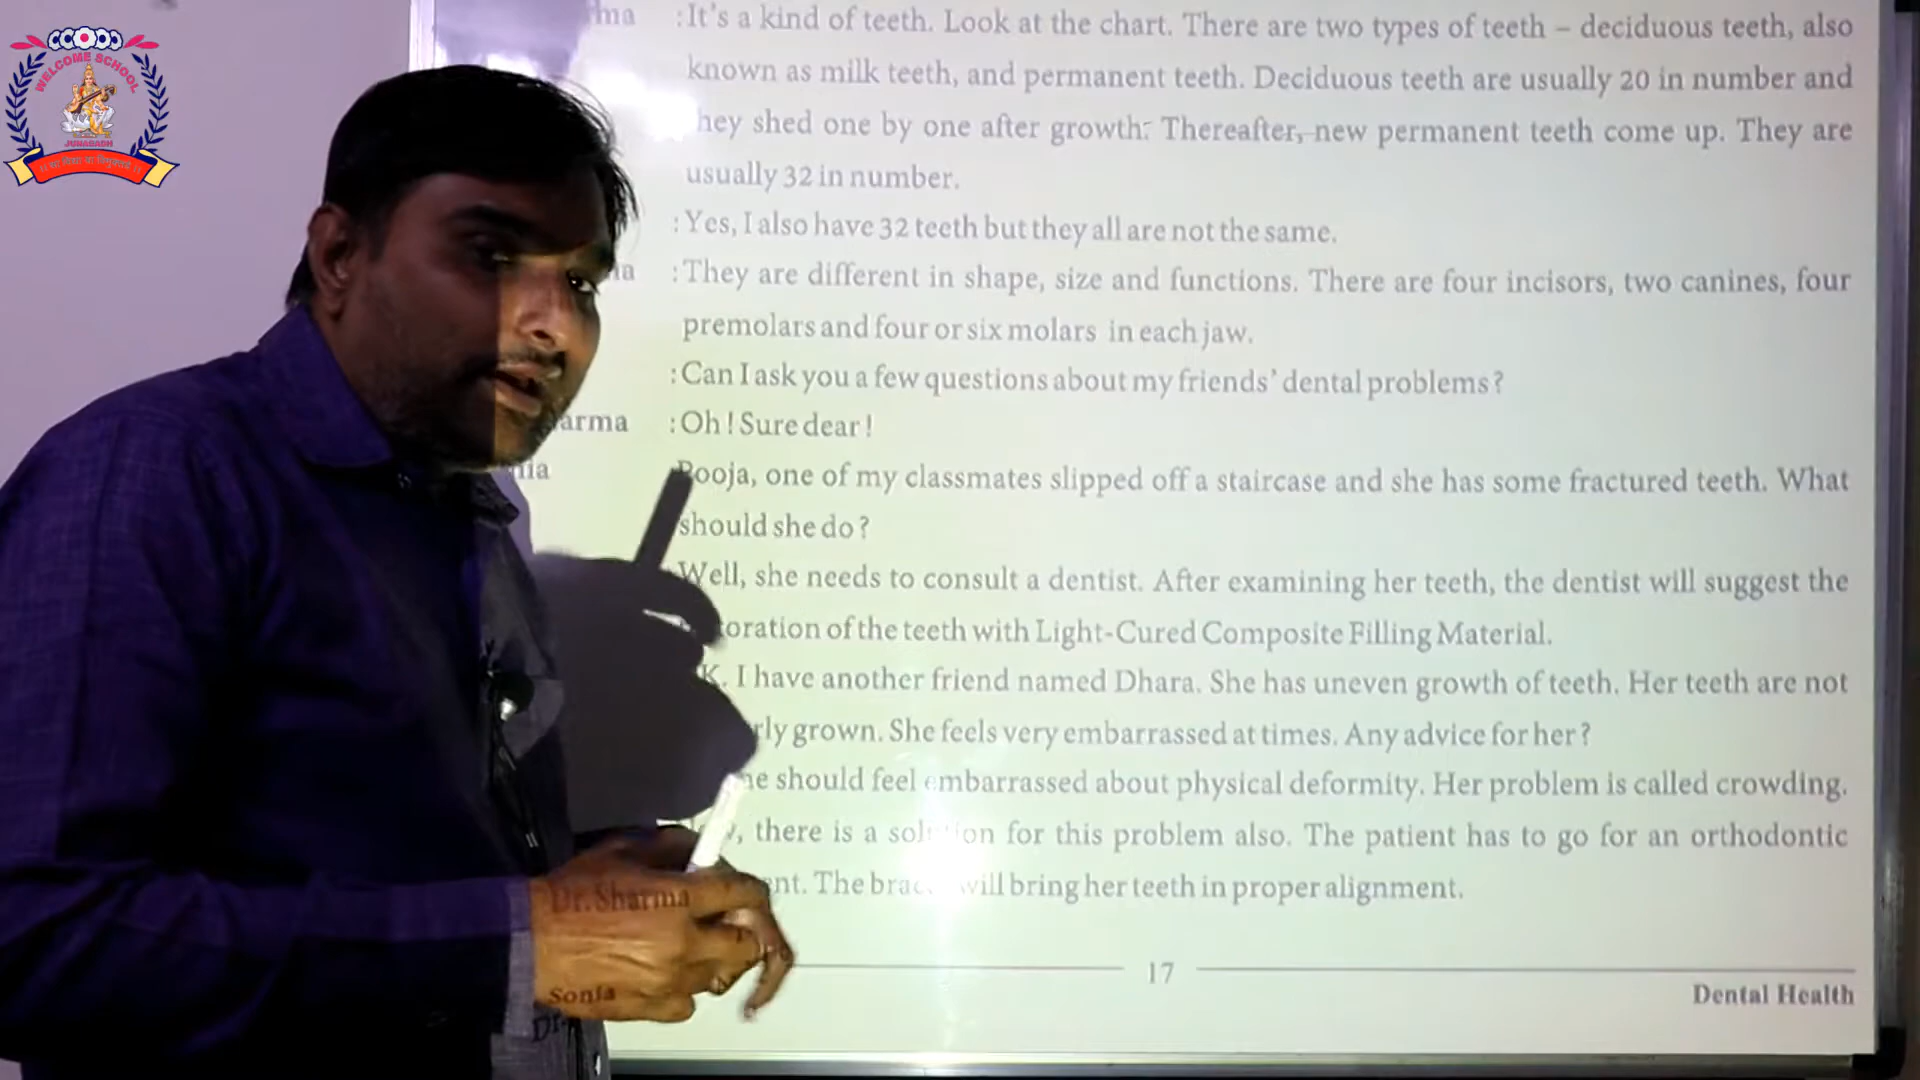 WELCOME SCHOOL
JUNAGADH
: It's a kind of teeth. Look at the chart. There are two types of teeth – deciduous teeth, also
known as milk teeth, and permanent teeth. Deciduous teeth are usually 20 in number and
hey shed one by one after growth. Thereafter, new permanent teeth come up. They are
usually 32 in number.
: Yes, I also have 32 teeth but they all are not the same.
: They are different in shape, size and functions. There are four incisors, two canines, four
premolars and four or six molars in each jaw.
: Can I ask you a few questions about my friends' dental problems?
arma : Oh! Sure dear!
nia Pooja, one of my classmates slipped off a staircase and she has some fractured teeth. What
should she do?
Well, she needs to consult a dentist. After examining her teeth, the dentist will suggest the
oration of the teeth with Light-Cured Composite Filling Material.
K. I have another friend named Dhara. She has uneven growth of teeth. Her teeth are not
rly grown. She feels very embarrassed at times. Any advice for her?
ne should feel embarrassed about physical deformity. Her problem is called crowding.
, there is a solution for this problem also. The patient has to go for an orthodontic
Dr. Sharma ent. The braces will bring her teeth in proper alignment.
Sonia
17
Dental Health